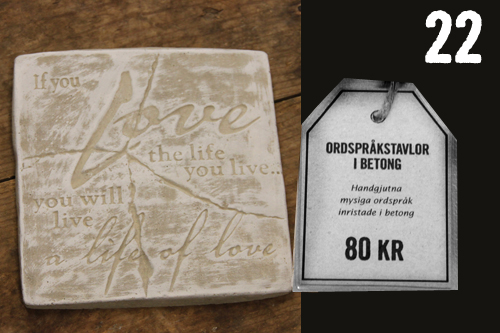 If you
love
the life
you live...
you will
live
a life of love
22
ORDSPRÅKSTAVLOR
I BETONG
Handgjutna
mysiga ordspråk
inristade i betong
80 KR